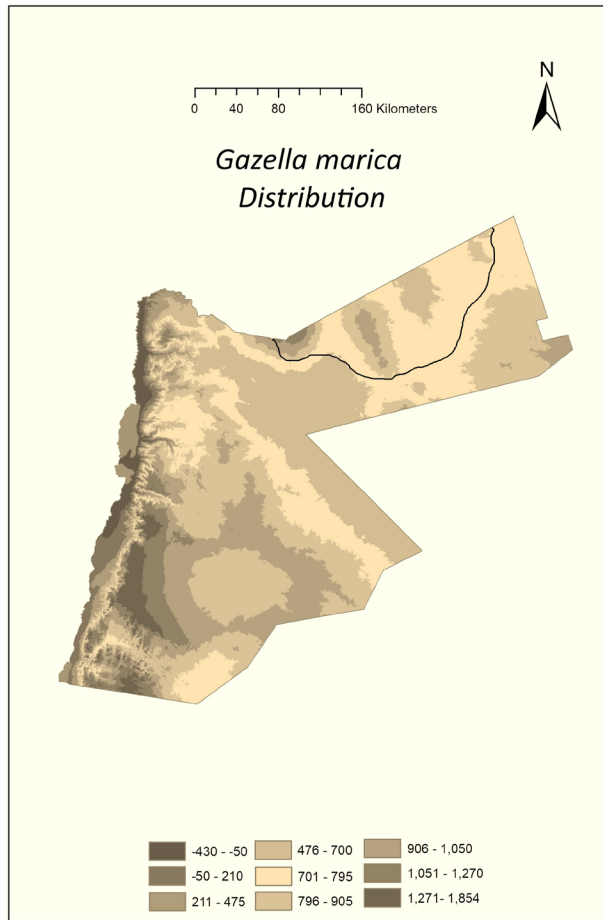 N
0 40 80 160 Kilometers
Gazella marica
Distribution
-430 - -50
-50 - 210
211 - 475
476 - 700
701 - 795
796 - 905
906 - 1,050
1,051 - 1,270
1,271- 1,854